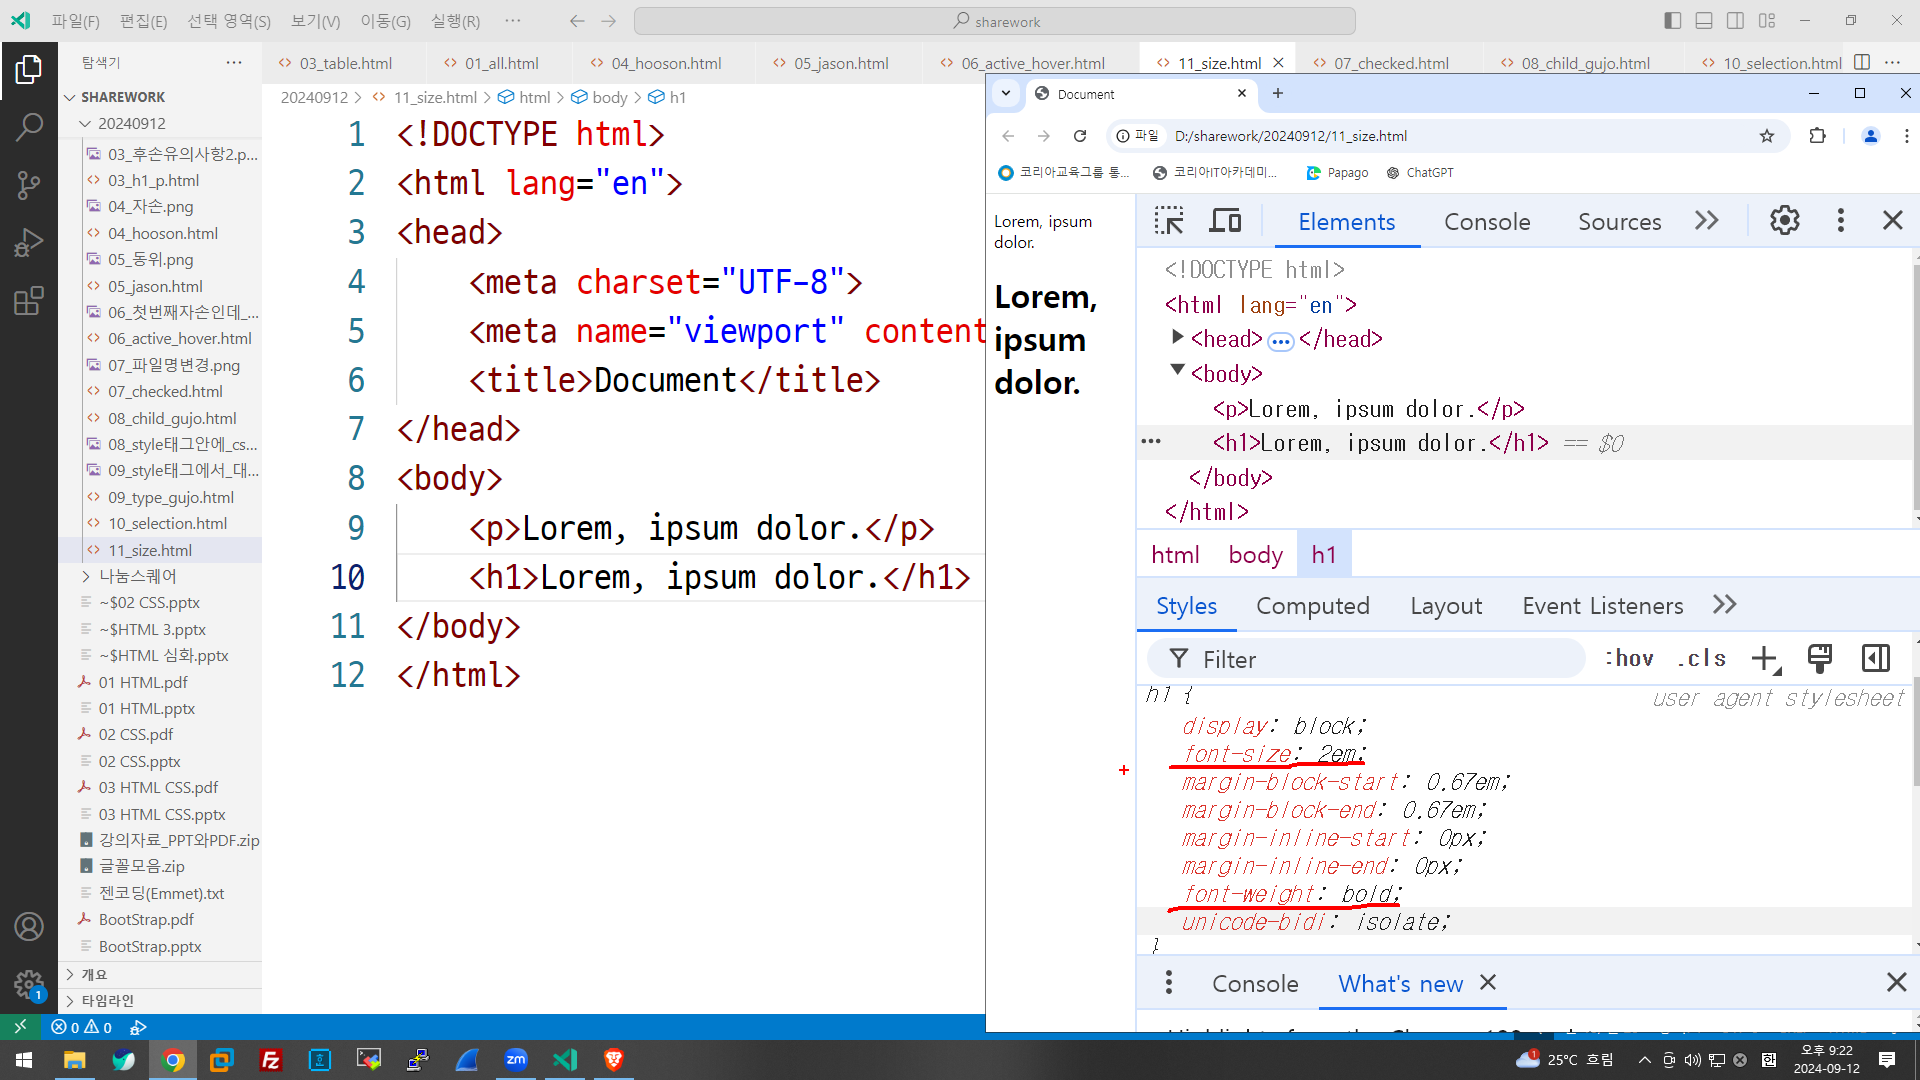 파일(F) 편집(E) 선택 영역(S) 보기(V) 이동(G) 실행(R) ··· sharework
탐색기 ···
SHAREWORK
20240912
03_후손유의사항2.p...
03_h1_p.html
04_자손.png
04_hooson.html
05_동위.png
05_jason.html
06_첫번째자손인데_...
06_active_hover.html
07_파일명변경.png
07_checked.html
08_child_gujo.html
08_style태그안에_cs...
09_style태그에서_대...
09_type_gujo.html
10_selection.html
11_size.html
나눔스퀘어
~$02 CSS.pptx
~$HTML 3.pptx
~$HTML 심화.pptx
01 HTML.pdf
01 HTML.pptx
02 CSS.pdf
02 CSS.pptx
03 HTML CSS.pdf
03 HTML CSS.pptx
강의자료_PPT와PDF.zip
글꼴모음.zip
젠코딩(Emmet).txt
BootStrap.pdf
BootStrap.pptx
개요
타임라인
03_table.html 01_all.html 04_hooson.html 05_jason.html 06_active_hover.html 11_size.html 07_checked.html 08_child_gujo.html 10_selection.html ···
20240912 > 11_size.html > html > body > h1
1 <!DOCTYPE html>
2 <html lang="en">
3 <head>
4 <meta charset="UTF-8">
5 <meta name="viewport" content
6 <title>Document</title>
7 </head>
8 <body>
9 <p>Lorem, ipsum dolor.</p>
10 <h1>Lorem, ipsum dolor.</h1>
11 </body>
12 </html>
Document
파일 D:/sharework/20240912/11_size.html
코리아교육그룹 통... 코리아IT아카데미... Papago ChatGPT
Lorem, ipsum
dolor.
Lorem,
ipsum
dolor.
Elements Console Sources
<!DOCTYPE html>
<html lang="en">
<head>···</head>
<body>
<p>Lorem, ipsum dolor.</p>
<h1>Lorem, ipsum dolor.</h1> == $0
</body>
</html>
html body h1
Styles Computed Layout Event Listeners
Filter :hov .cls
h1 { user agent stylesheet
display: block;
font-size: 2em;
margin-block-start: 0.67em;
margin-block-end: 0.67em;
margin-inline-start: 0px;
margin-inline-end: 0px;
font-weight: bold;
unicode-bidi: isolate;
}
Console What's new
0 0
1
zm
1 25°C 흐림 한 오후 9:22
2024-09-12